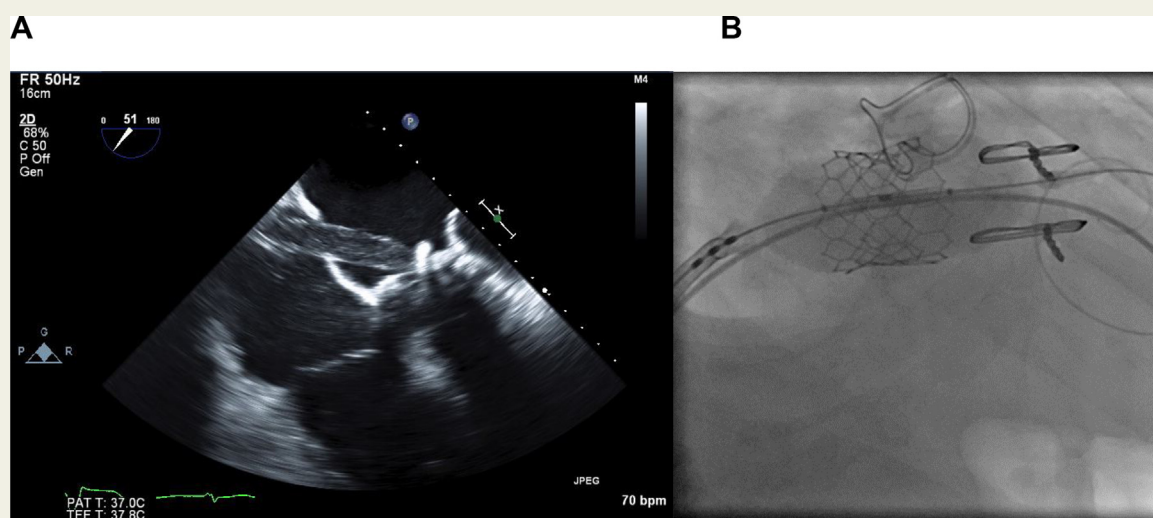 A
B
FR 50Hz
16cm
M4
2D
68%
C 50
P Off
Gen
0 51 180
P
X
G
P R
JPEG
70 bpm
PAT T: 37.0C
TEE T: 37.8C